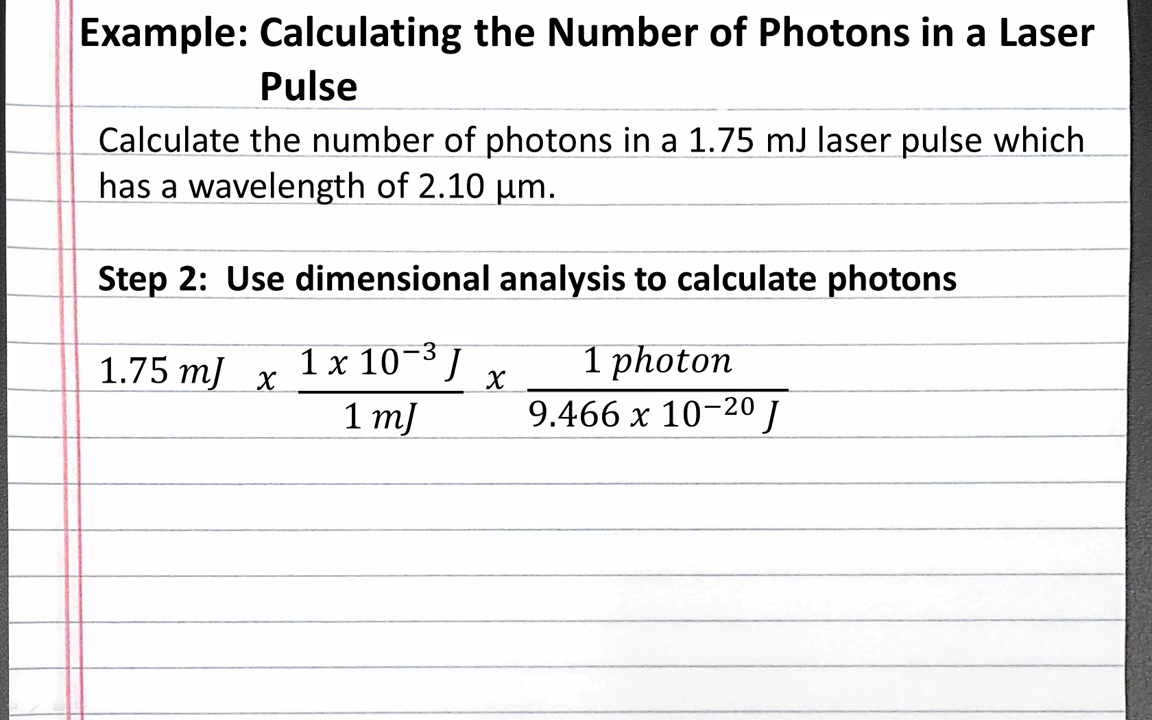 Example: Calculating the Number of Photons in a Laser
Pulse
Calculate the number of photons in a 1.75 mJ laser pulse which
has a wavelength of 2.10 µm.
Step 2: Use dimensional analysis to calculate photons
1.75 mJ x 1 x 10⁻³ J / 1 mJ x 1 photon / 9.466 x 10⁻²⁰ J